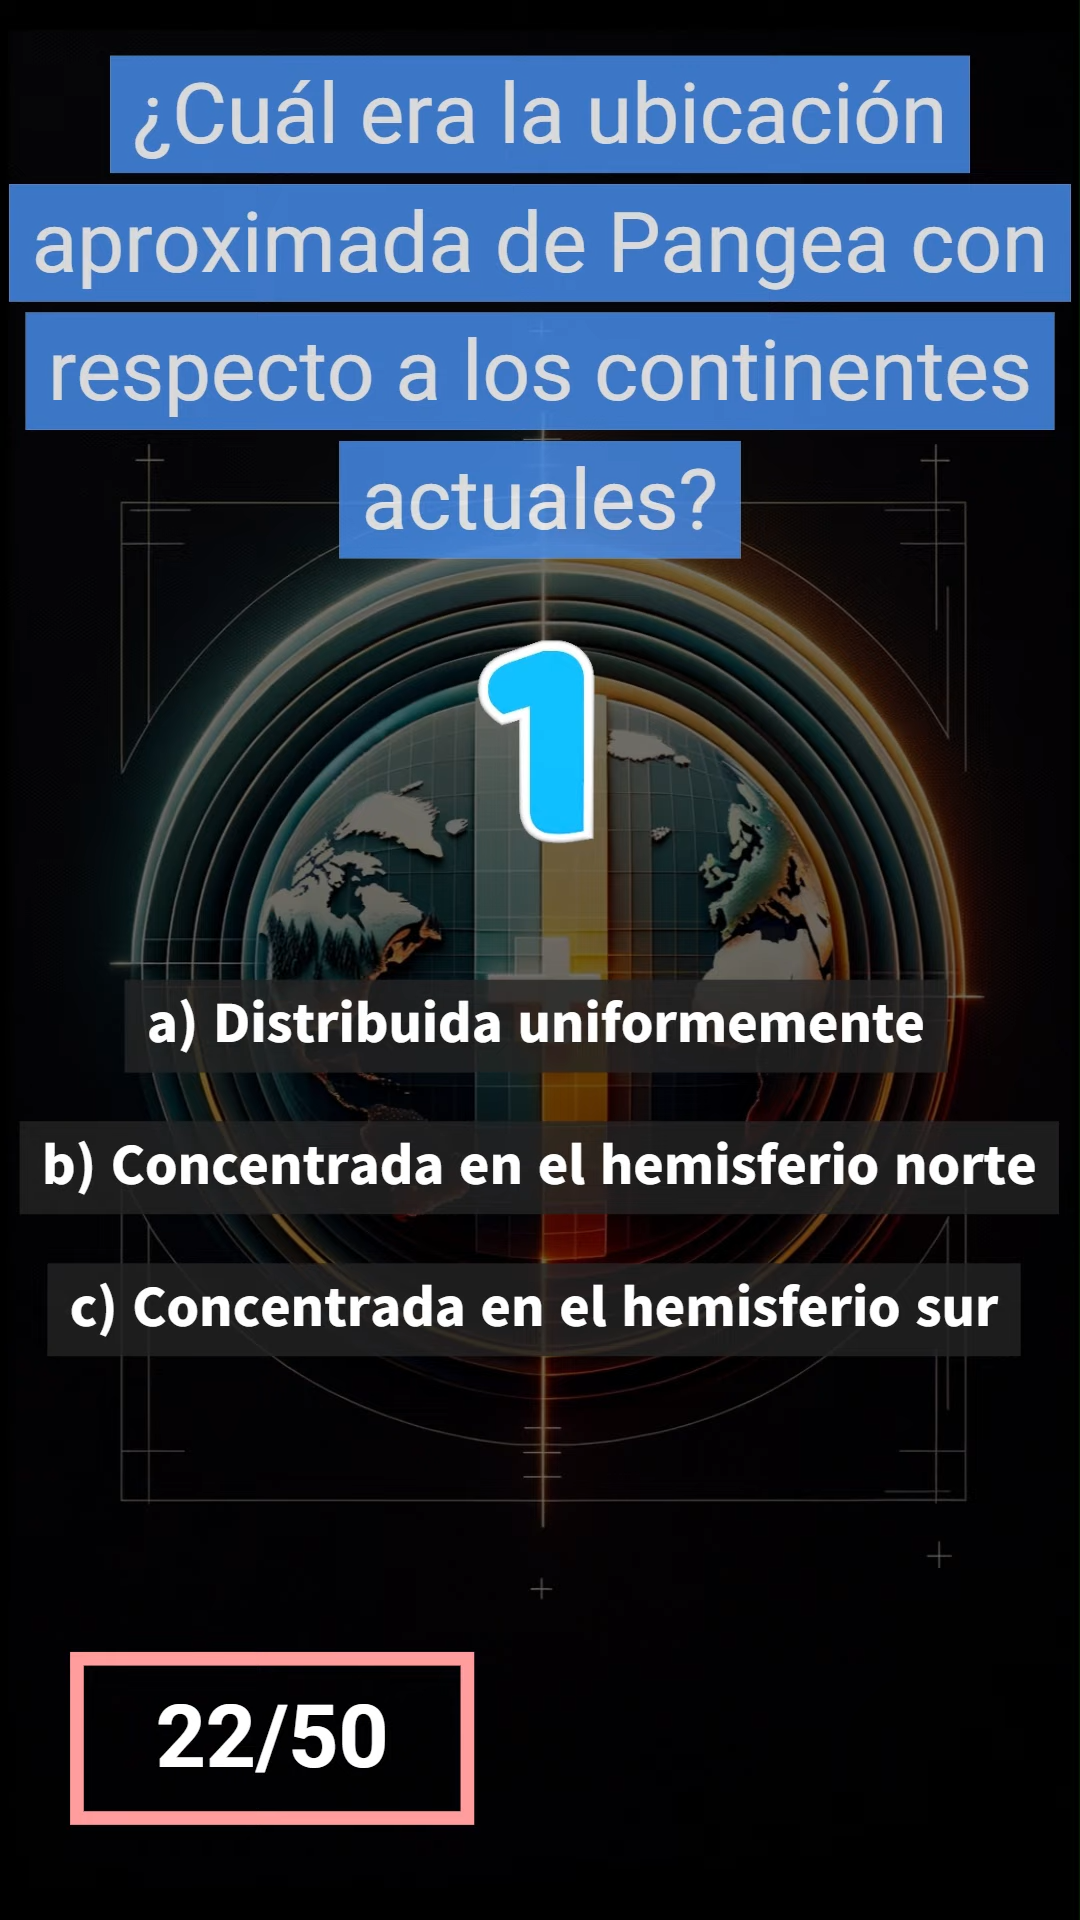 ¿Cuál era la ubicación
aproximada de Pangea con
respecto a los continentes
actuales?
1
a) Distribuida uniformemente
b) Concentrada en el hemisferio norte
c) Concentrada en el hemisferio sur
22/50